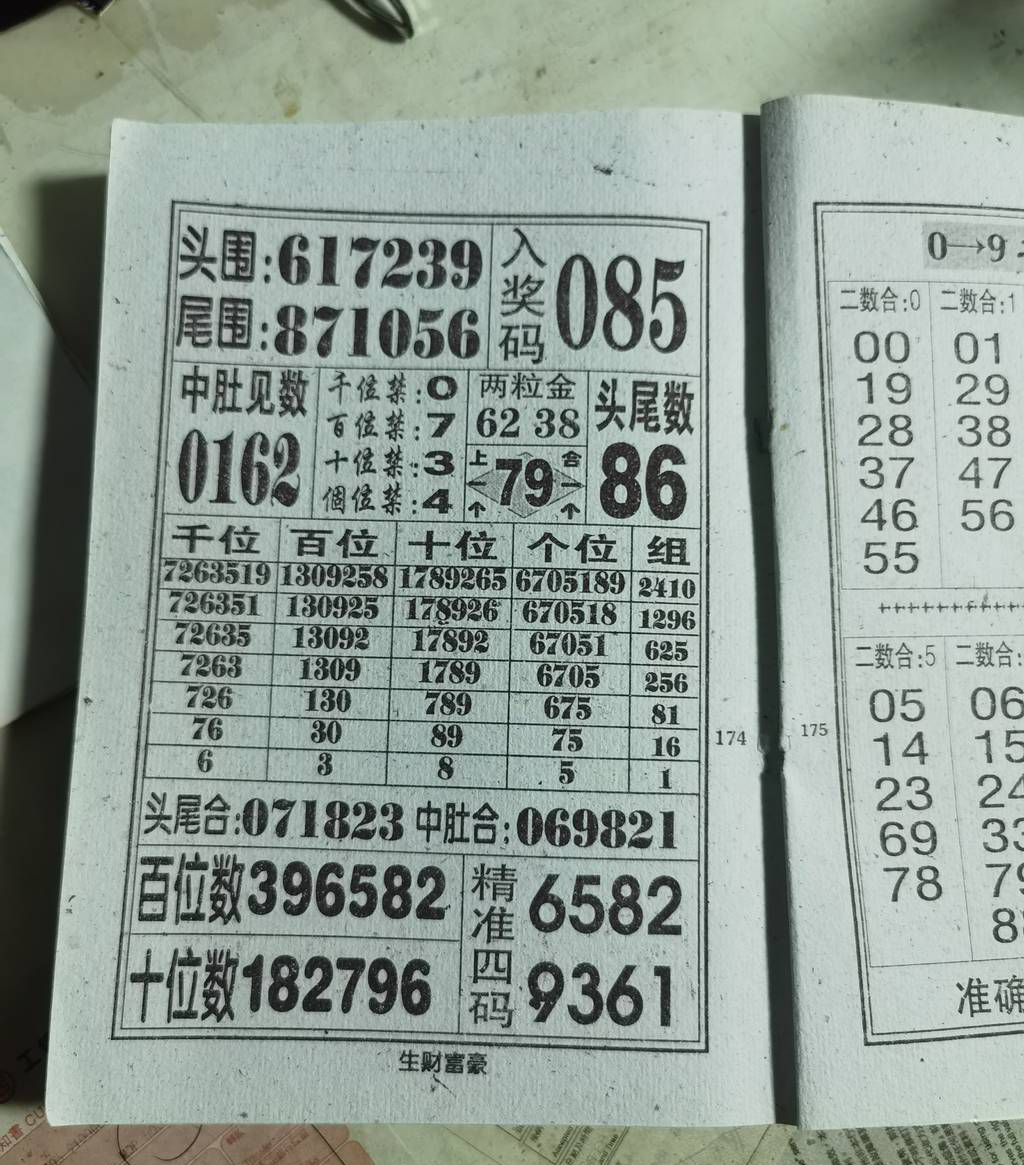 头围:617239
尾围:871056
入奖码
085
中肚见数
0162
千位禁:0
百位禁:7
十位禁:3
個位禁:4
两粒金
62 38
上 79 合
头尾数
86
千位 百位 十位 个位 组
7263519 1309258 1789265 6705189 2410
726351 130925 178926 670518 1296
72635 13092 17892 67051 625
7263 1309 1789 6705 256
726 130 789 675 81
76 30 89 75 16
6 3 8 5 1
头尾合:071823 中肚合:069821
百位数396582
十位数182796
精准四码
6582
9361
生财富豪
174
175
0→9
二数合:0 二数合:1
00 01
19 29
28 38
37 47
46 56
55
++++++++++
二数合:5 二数合:
05 06
14 15
23 24
69 33
78 79
8
准确